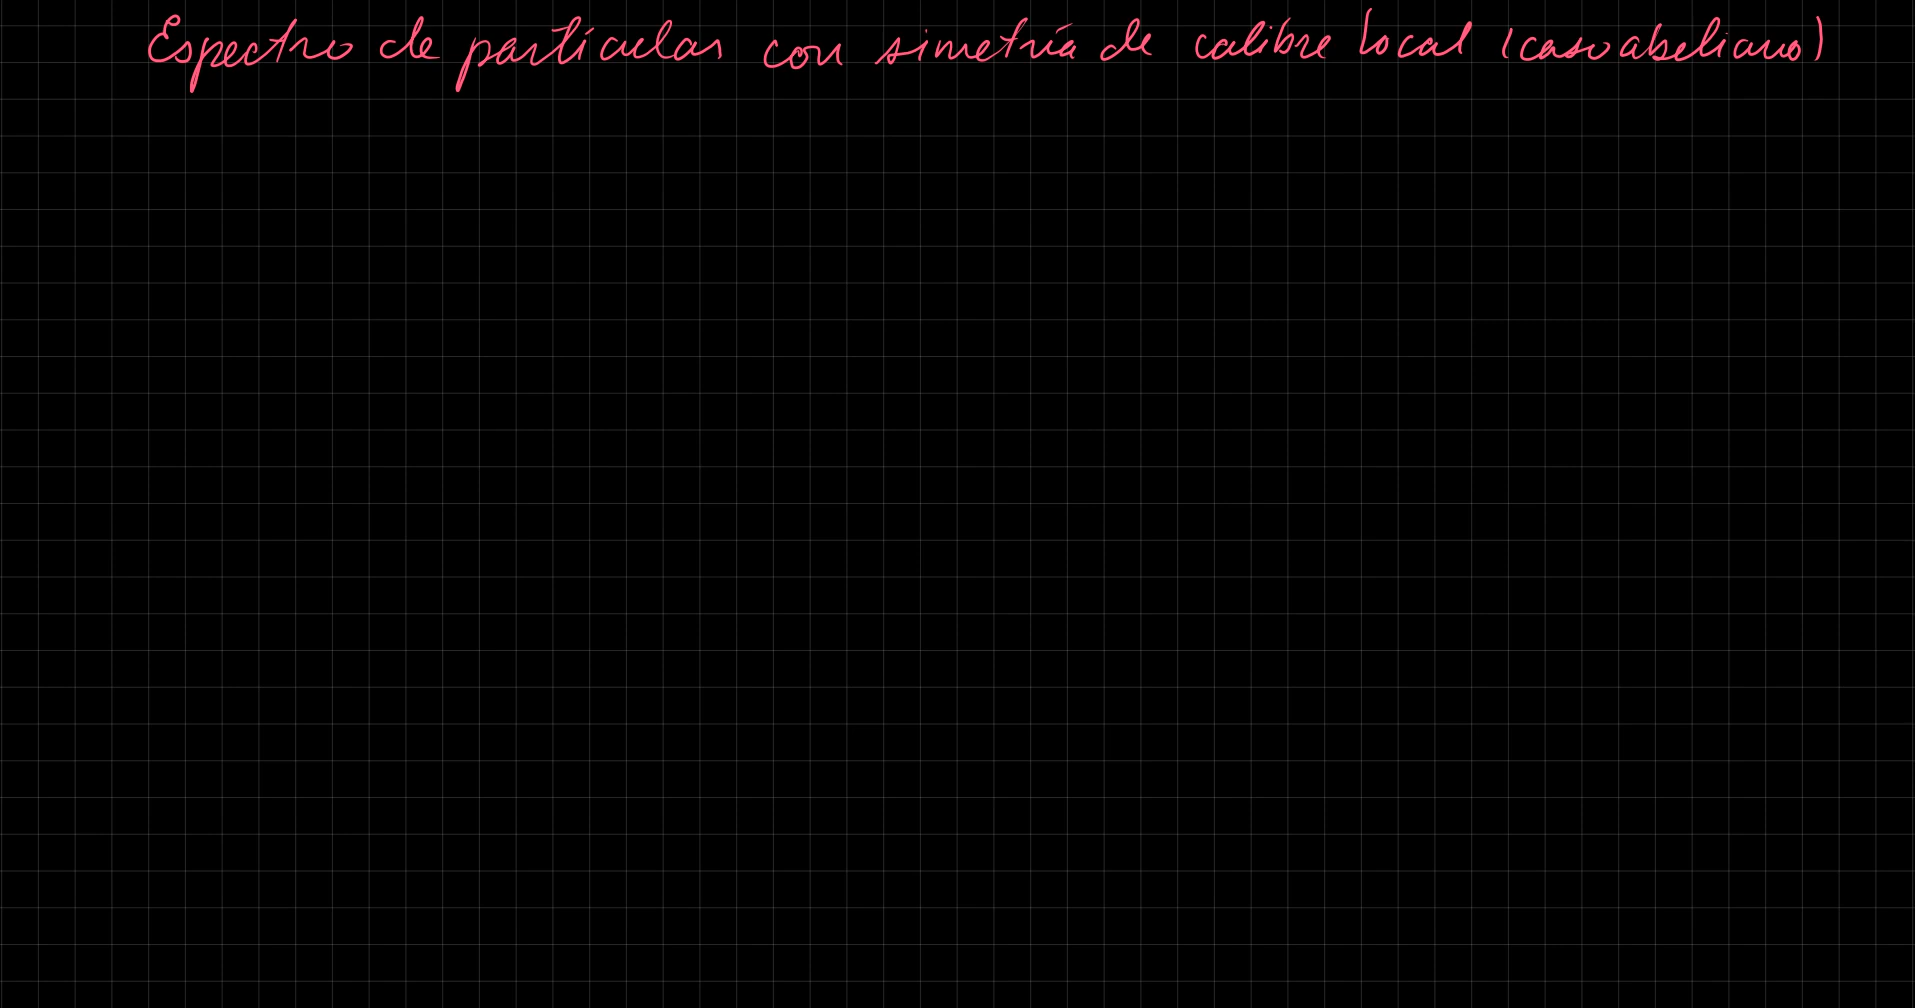 Espectro de partículas con simetría de calibre local (caso abeliano)